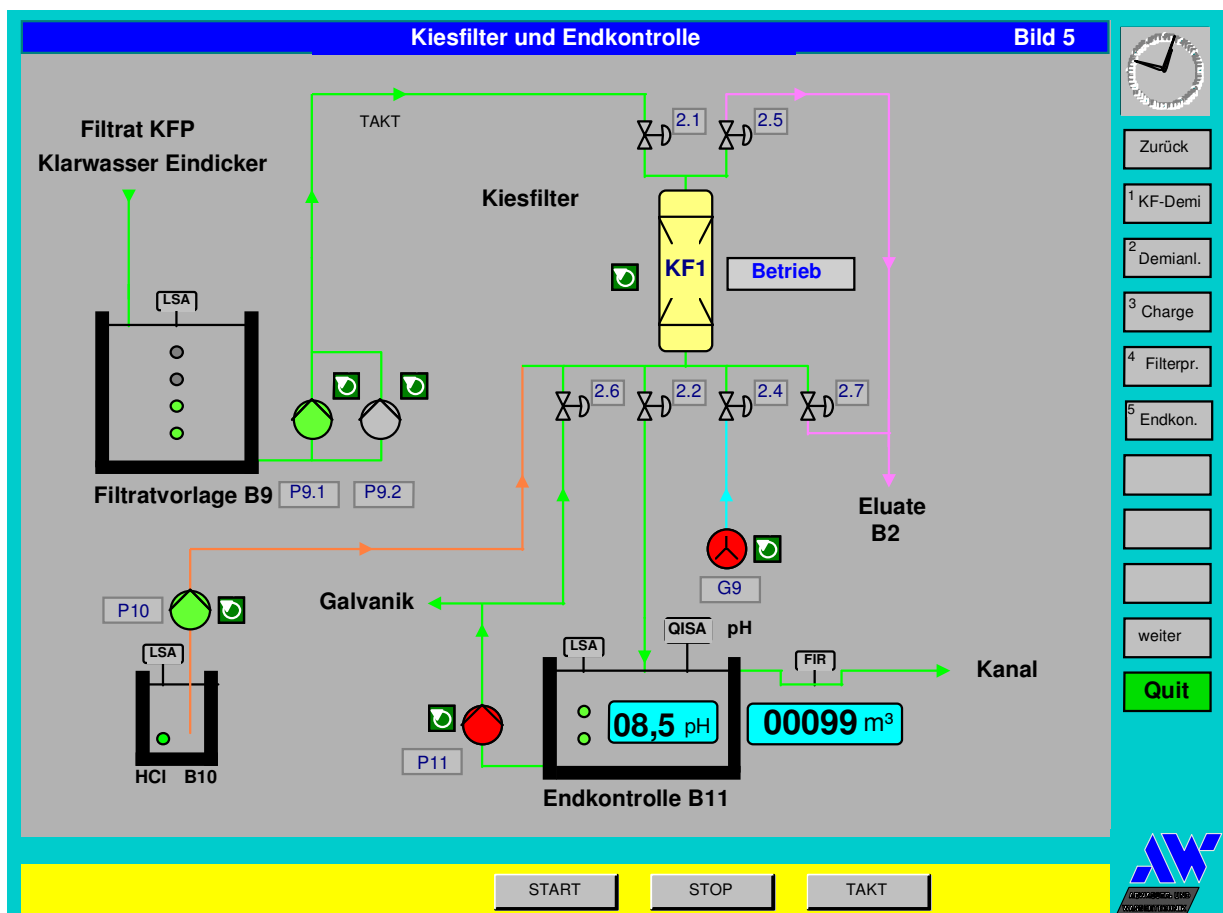 Kiesfilter und Endkontrolle
Bild 5
TAKT
2.1
2.5
Filtrat KFP
Klarwasser Eindicker
Kiesfilter
KF1
Betrieb
LSA
2.6
2.2
2.4
2.7
Filtratvorlage B9
P9.1
P9.2
Eluate
B2
G9
Galvanik
P10
LSA
HCl B10
QISA
pH
LSA
FIR
Kanal
08,5 pH
00099 m³
P11
Endkontrolle B11
START
STOP
TAKT
Zurück
1 KF-Demi
2 Demianl.
3 Charge
4 Filterpr.
5 Endkon.
weiter
Quit
AW